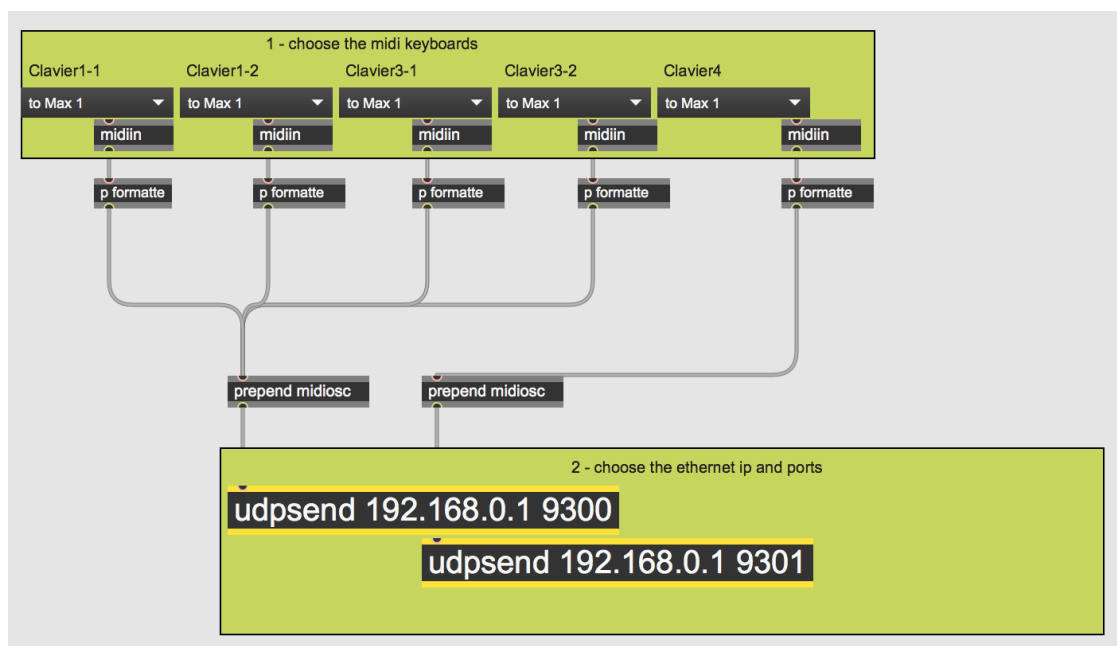 1 - choose the midi keyboards
Clavier1-1 Clavier1-2 Clavier3-1 Clavier3-2 Clavier4
to Max 1 to Max 1 to Max 1 to Max 1 to Max 1
midiin midiin midiin midiin midiin
p formatte p formatte p formatte p formatte p formatte
prepend midiosc prepend midiosc
2 - choose the ethernet ip and ports
udpsend 192.168.0.1 9300
udpsend 192.168.0.1 9301